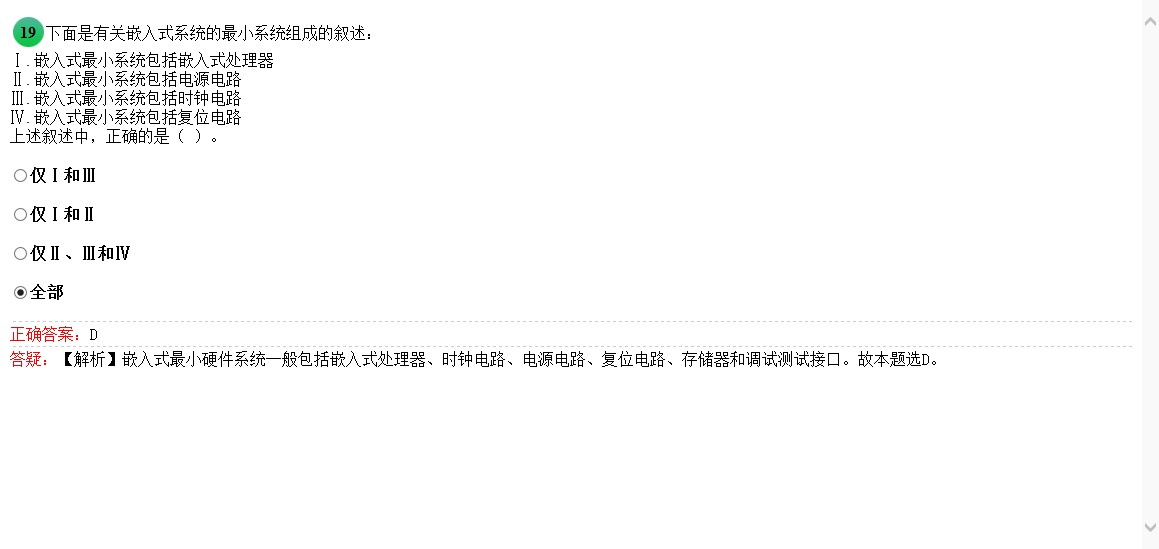 19 下面是有关嵌入式系统的最小系统组成的叙述：
Ⅰ.嵌入式最小系统包括嵌入式处理器
Ⅱ.嵌入式最小系统包括电源电路
Ⅲ.嵌入式最小系统包括时钟电路
Ⅳ.嵌入式最小系统包括复位电路
上述叙述中，正确的是（ ）。
仅Ⅰ和Ⅲ
仅Ⅰ和Ⅱ
仅Ⅱ、Ⅲ和Ⅳ
全部
正确答案：D
答疑：【解析】嵌入式最小硬件系统一般包括嵌入式处理器、时钟电路、电源电路、复位电路、存储器和调试测试接口。故本题选D。